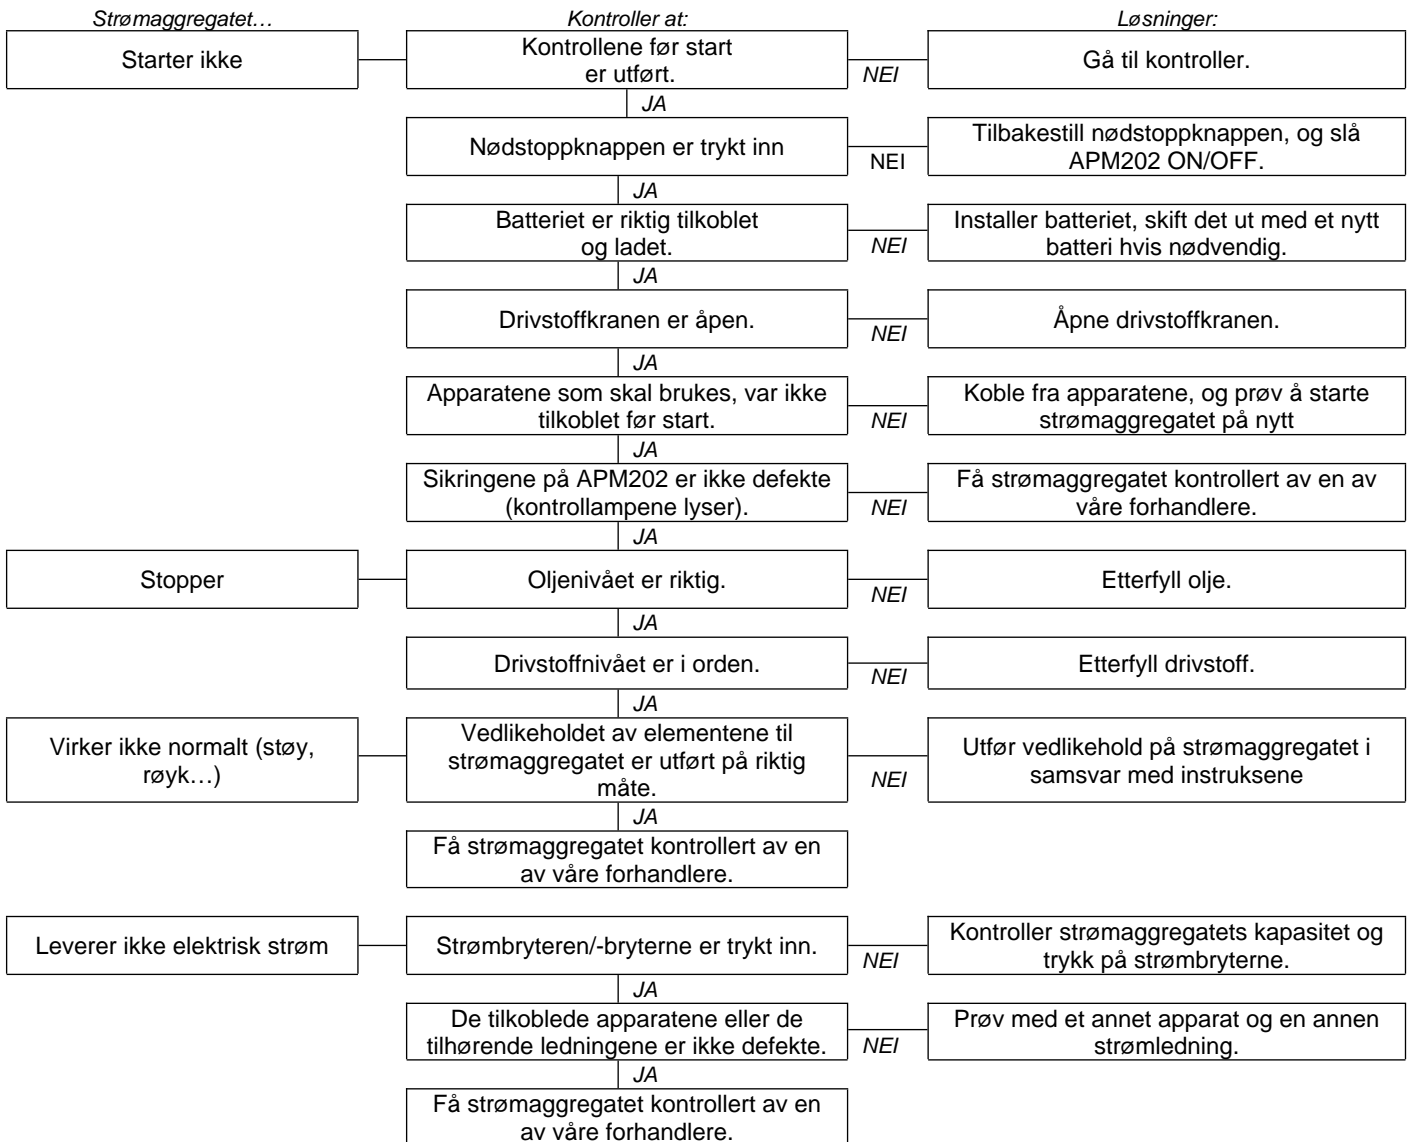 Strømaggregatet…
Kontroller at:
Løsninger:
Starter ikke
Kontrollene før start
er utført.
NEI
Gå til kontroller.
JA
Nødstoppknappen er trykt inn
NEI
Tilbakestill nødstoppknappen, og slå
APM202 ON/OFF.
JA
Batteriet er riktig tilkoblet
og ladet.
NEI
Installer batteriet, skift det ut med et nytt
batteri hvis nødvendig.
JA
Drivstoffkranen er åpen.
NEI
Åpne drivstoffkranen.
JA
Apparatene som skal brukes, var ikke
tilkoblet før start.
NEI
Koble fra apparatene, og prøv å starte
strømaggregatet på nytt
JA
Sikringene på APM202 er ikke defekte
(kontrollampene lyser).
NEI
Få strømaggregatet kontrollert av en av
våre forhandlere.
JA
Stopper
Oljenivået er riktig.
NEI
Etterfyll olje.
JA
Drivstoffnivået er i orden.
NEI
Etterfyll drivstoff.
JA
Virker ikke normalt (støy,
røyk…)
Vedlikeholdet av elementene til
strømaggregatet er utført på riktig
måte.
NEI
Utfør vedlikehold på strømaggregatet i
samsvar med instruksene
JA
Få strømaggregatet kontrollert av en
av våre forhandlere.
Leverer ikke elektrisk strøm
Strømbryteren/-bryterne er trykt inn.
NEI
Kontroller strømaggregatets kapasitet og
trykk på strømbryterne.
JA
De tilkoblede apparatene eller de
tilhørende ledningene er ikke defekte.
NEI
Prøv med et annet apparat og en annen
strømledning.
JA
Få strømaggregatet kontrollert av en
av våre forhandlere.